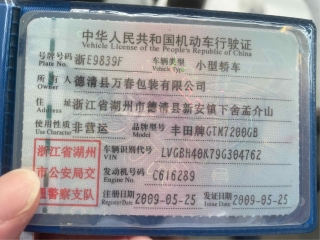 中华人民共和国机动车行驶证
Vehicle License of the People's Republic of China
号牌号码 浙E9839F 车辆类型 小型轿车
Plate No. Vehicle Type
所有人 德清县万春包装有限公司
Owner
住址 浙江省湖州市德清县新安镇下舍孟介山
Address
使用性质 非营运 品牌型号 丰田牌GTM7200GB
Use Character Model
浙江省湖州
市公安局交
通警察支队
车辆识别代号 LVGBH40K79G304762
VIN
发动机号码 C616289
Engine No.
注册日期 2009-05-25 发证日期 2009-05-25
Register Date Issue Date